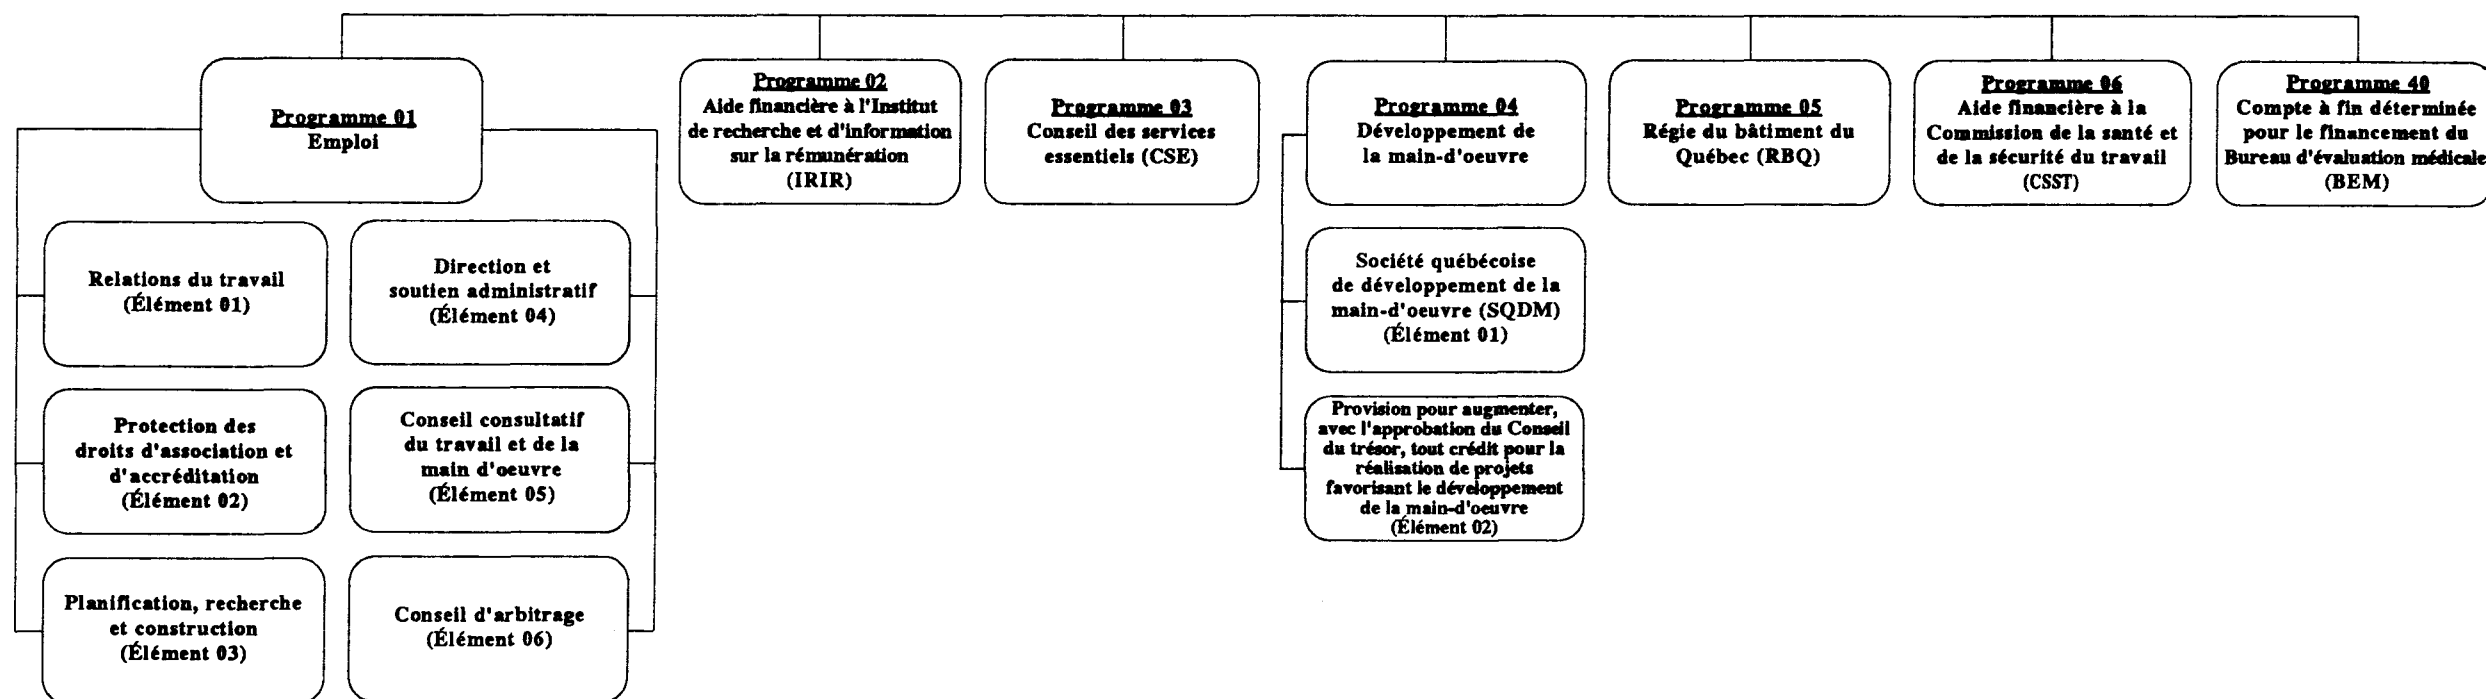 Programme 01
Emploi
Programme 02
Aide financière à l'Institut
de recherche et d'information
sur la rémunération
(IRIR)
Programme 03
Conseil des services
essentiels (CSE)
Programme 04
Développement de
la main-d'oeuvre
Programme 05
Régie du bâtiment du
Québec (RBQ)
Programme 06
Aide financière à la
Commission de la santé et
de la sécurité du travail
(CSST)
Programme 40
Compte à fin déterminée
pour le financement du
Bureau d'évaluation médicale
(BEM)
Relations du travail
(Élément 01)
Direction et
soutien administratif
(Élément 04)
Société québécoise
de développement de la
main-d'oeuvre (SQDM)
(Élément 01)
Protection des
droits d'association et
d'accréditation
(Élément 02)
Conseil consultatif
du travail et de la
main d'oeuvre
(Élément 05)
Provision pour augmenter,
avec l'approbation du Conseil
du trésor, tout crédit pour la
réalisation de projets
favorisant le développement
de la main-d'oeuvre
(Élément 02)
Planification, recherche
et construction
(Élément 03)
Conseil d'arbitrage
(Élément 06)